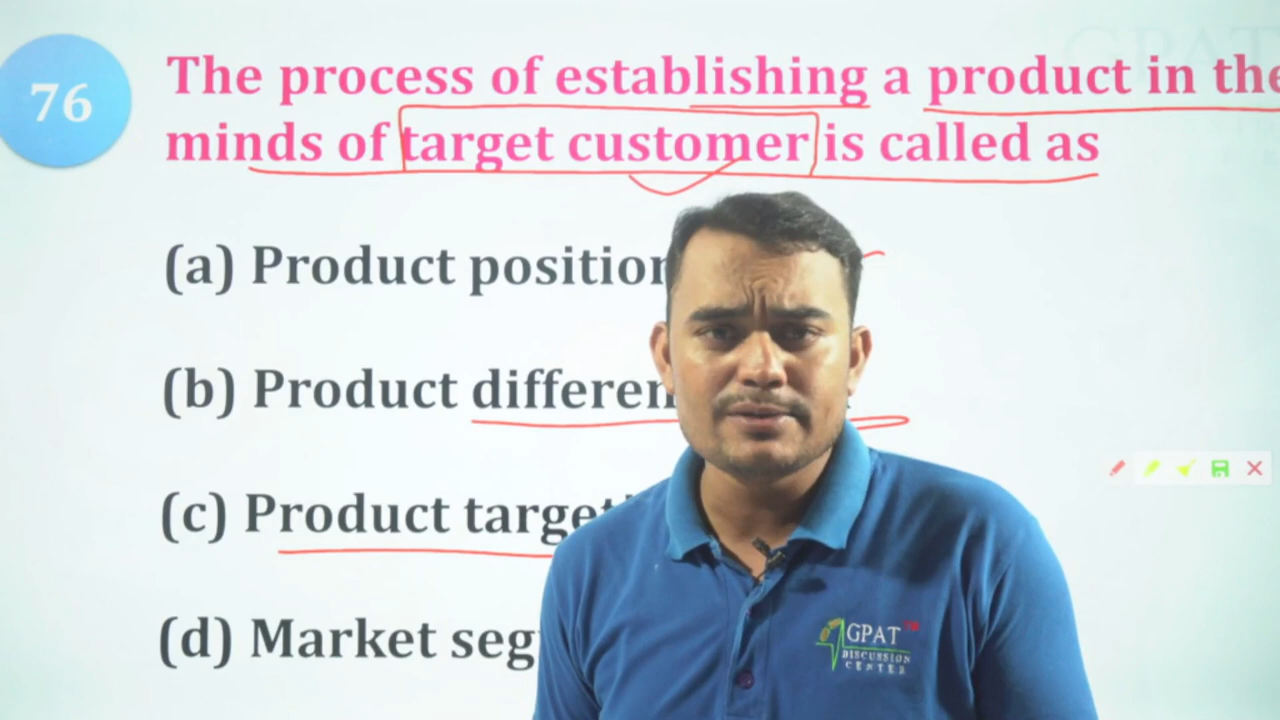 76
The process of establishing a product in the
minds of target customer is called as
(a) Product position
(b) Product differen
(c) Product target
(d) Market seg
GPAT
DISCUSSION
CENTER